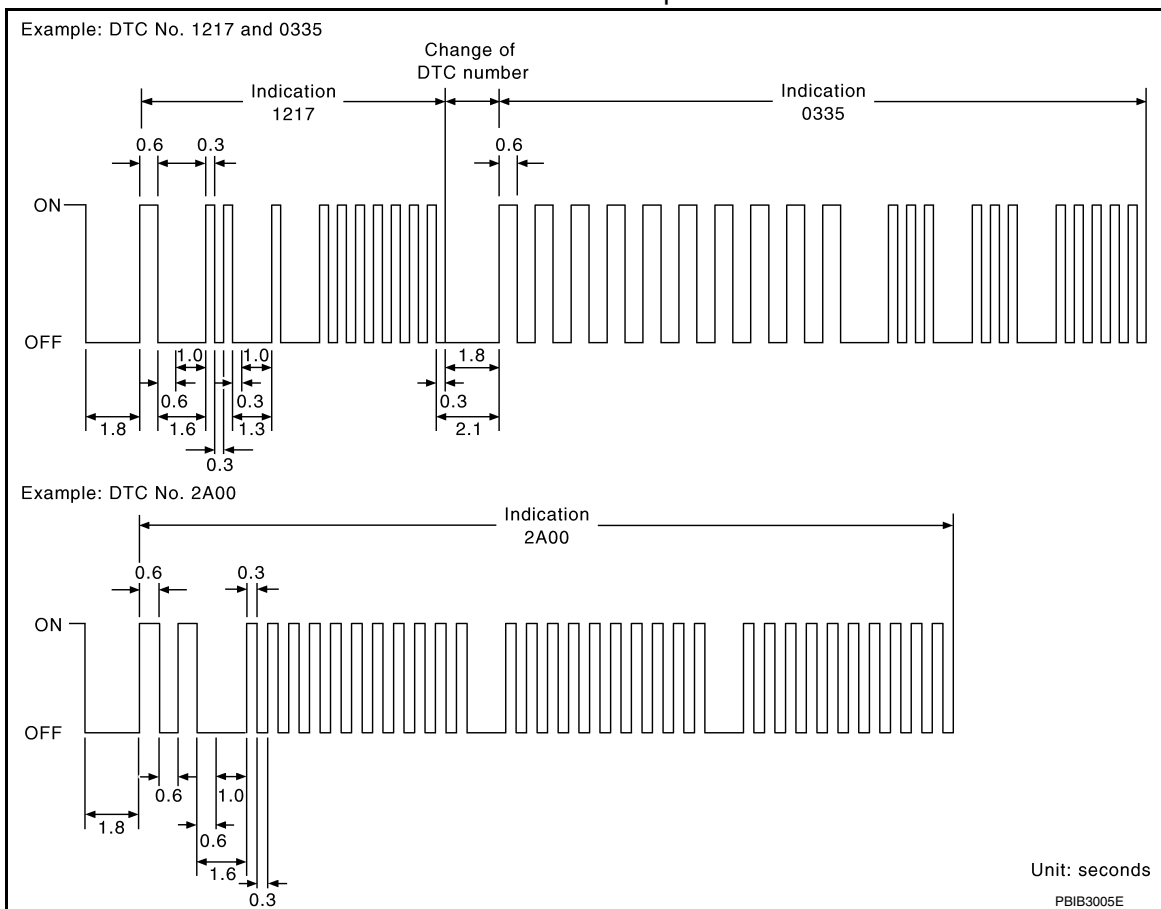 Example: DTC No. 1217 and 0335
Change of
DTC number
Indication
1217
Indication
0335
0.6
0.3
0.6
ON
OFF
1.0
1.0
1.8
0.6
0.3
0.3
1.8
1.6
1.3
2.1
0.3
Example: DTC No. 2A00
Indication
2A00
0.6
0.3
ON
OFF
0.6
1.0
1.8
0.6
1.6
0.3
Unit: seconds
PBIB3005E